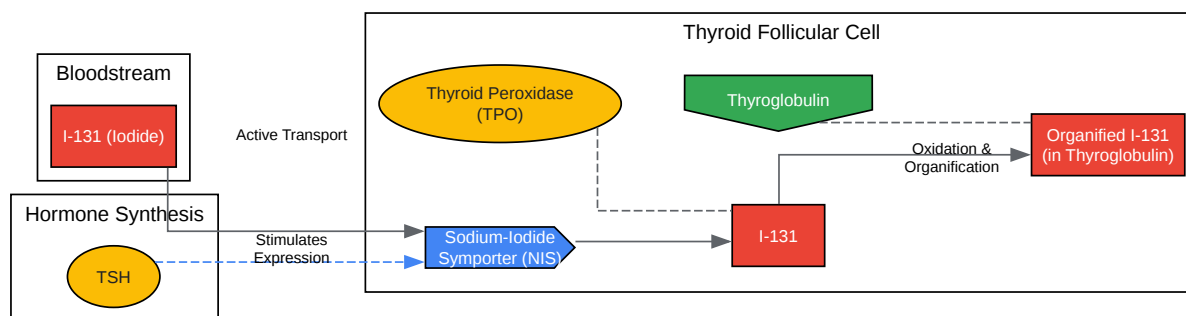 Thyroid Follicular Cell
Bloodstream
I-131 (Iodide)
Active Transport
Thyroid Peroxidase
(TPO)
Thyroglobulin
Oxidation &
Organification
Organified I-131
(in Thyroglobulin)
Hormone Synthesis
TSH
Stimulates
Expression
Sodium-Iodide
Symporter (NIS)
I-131